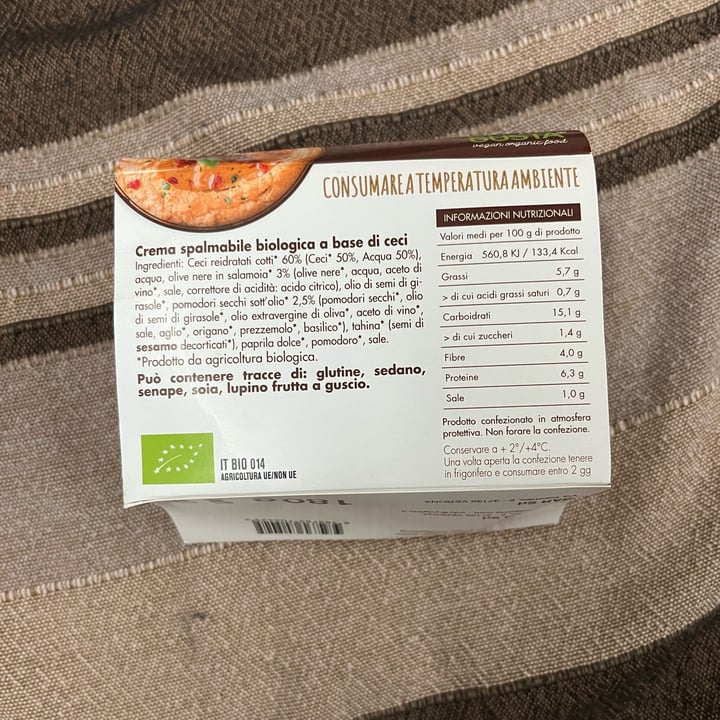 GUSTA
vegan organic food
CONSUMARE A TEMPERATURA AMBIENTE
Crema spalmabile biologica a base di ceci
Ingredienti: Ceci reidratati cotti* 60% (Ceci* 50%, Acqua 50%),
acqua, olive nere in salamoia* 3% (olive nere*, acqua, aceto di
vino*, sale, correttore di acidità: acido citrico), olio di semi di gi-
rasole*, pomodori secchi sott'olio* 2,5% (pomodori secchi*, olio
di semi di girasole*, olio extravergine di oliva*, aceto di vino*,
sale, aglio*, origano*, prezzemolo*, basilico*), tahina* (semi di
sesamo decorticati*), paprila dolce*, pomodoro*, sale.
*Prodotto da agricoltura biologica.
Può contenere tracce di: glutine, sedano,
senape, soia, lupino frutta a guscio.
IT BIO 014
AGRICOLTURA UE/NON UE
INFORMAZIONI NUTRIZIONALI
Valori medi per 100 g di prodotto
Energia 560,8 KJ / 133,4 Kcal
Grassi 5,7 g
> di cui acidi grassi saturi 0,7 g
Carboidrati 15,1 g
> di cui zuccheri 1,4 g
Fibre 4,0 g
Proteine 6,3 g
Sale 1,0 g
Prodotto confezionato in atmosfera
protettiva. Non forare la confezione.
Conservare a + 2°/+4°C.
Una volta aperta la confezione tenere
in frigorifero e consumare entro 2 gg
180g